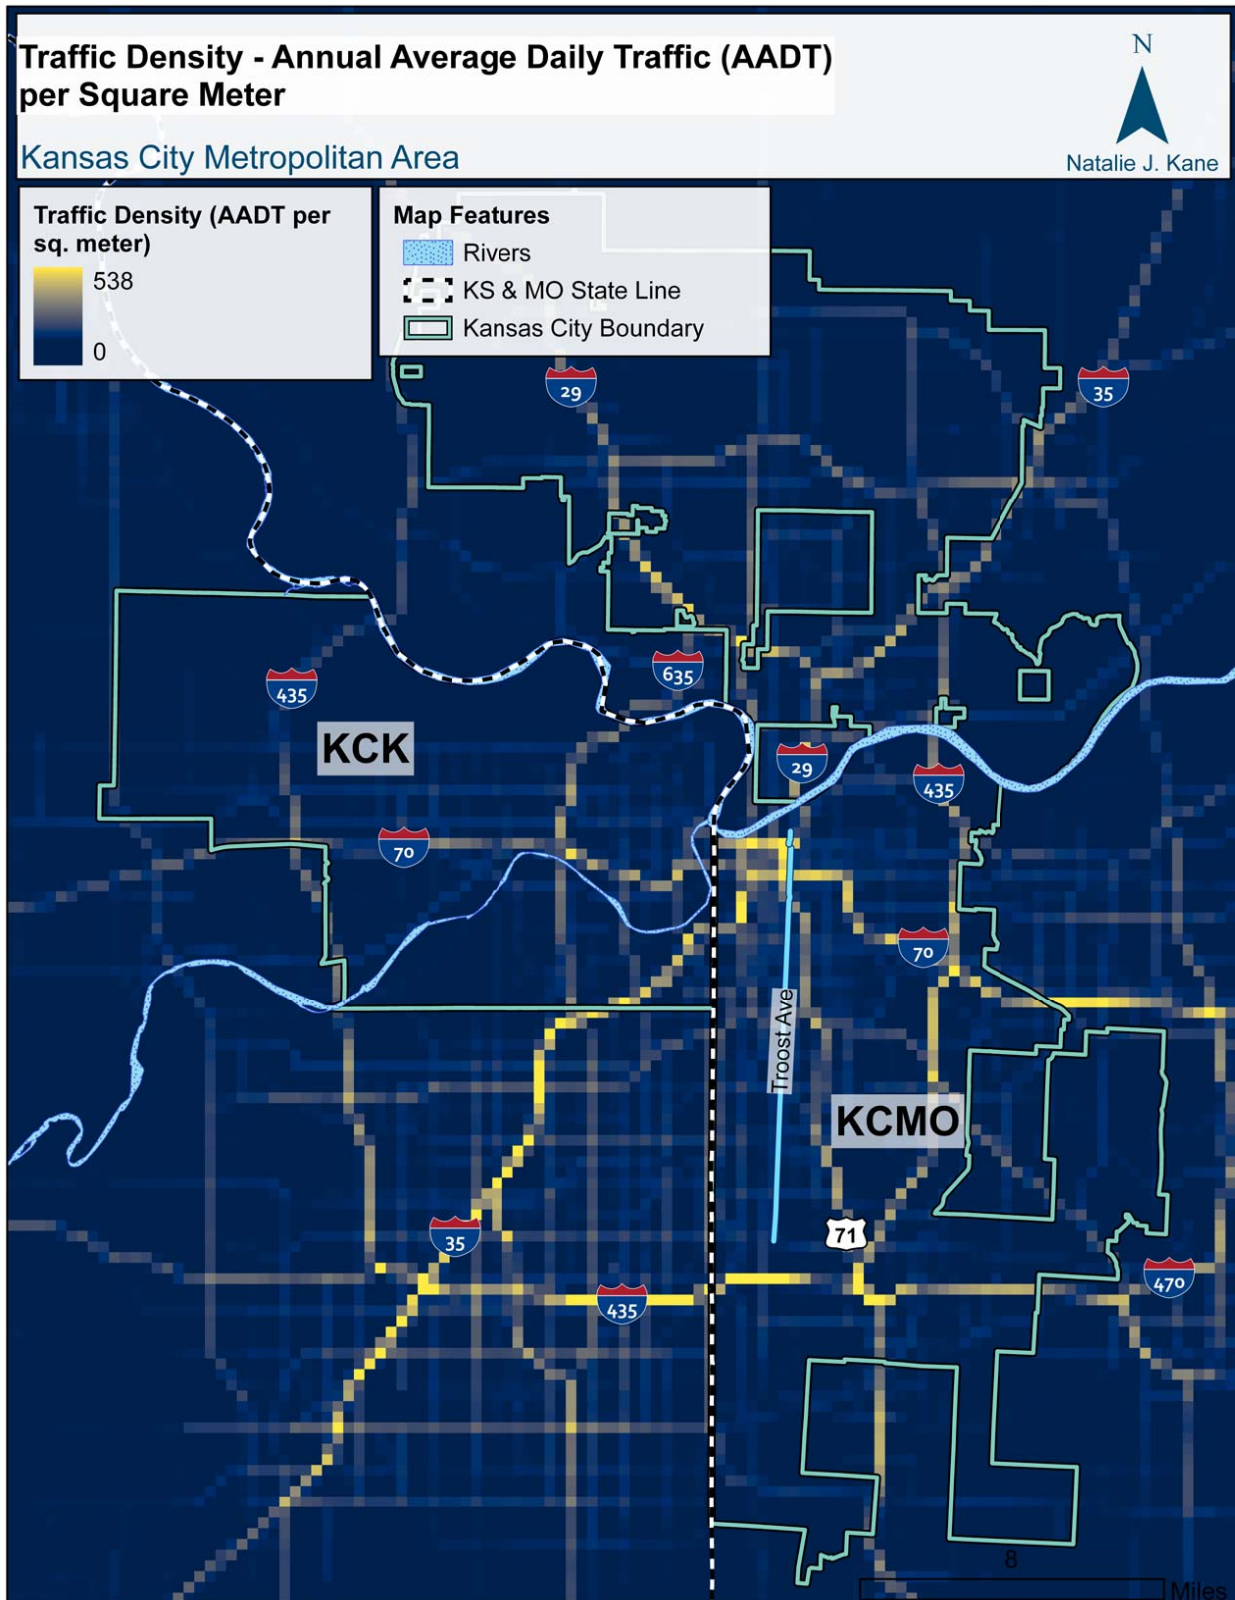 Traffic Density - Annual Average Daily Traffic (AADT)
per Square Meter
Kansas City Metropolitan Area
N
Natalie J. Kane
Traffic Density (AADT per
sq. meter)
538
0
Map Features
Rivers
KS & MO State Line
Kansas City Boundary
29
35
635
435
KCK
29
435
70
70
Troost Ave
KCMO
71
35
470
435
8
Miles